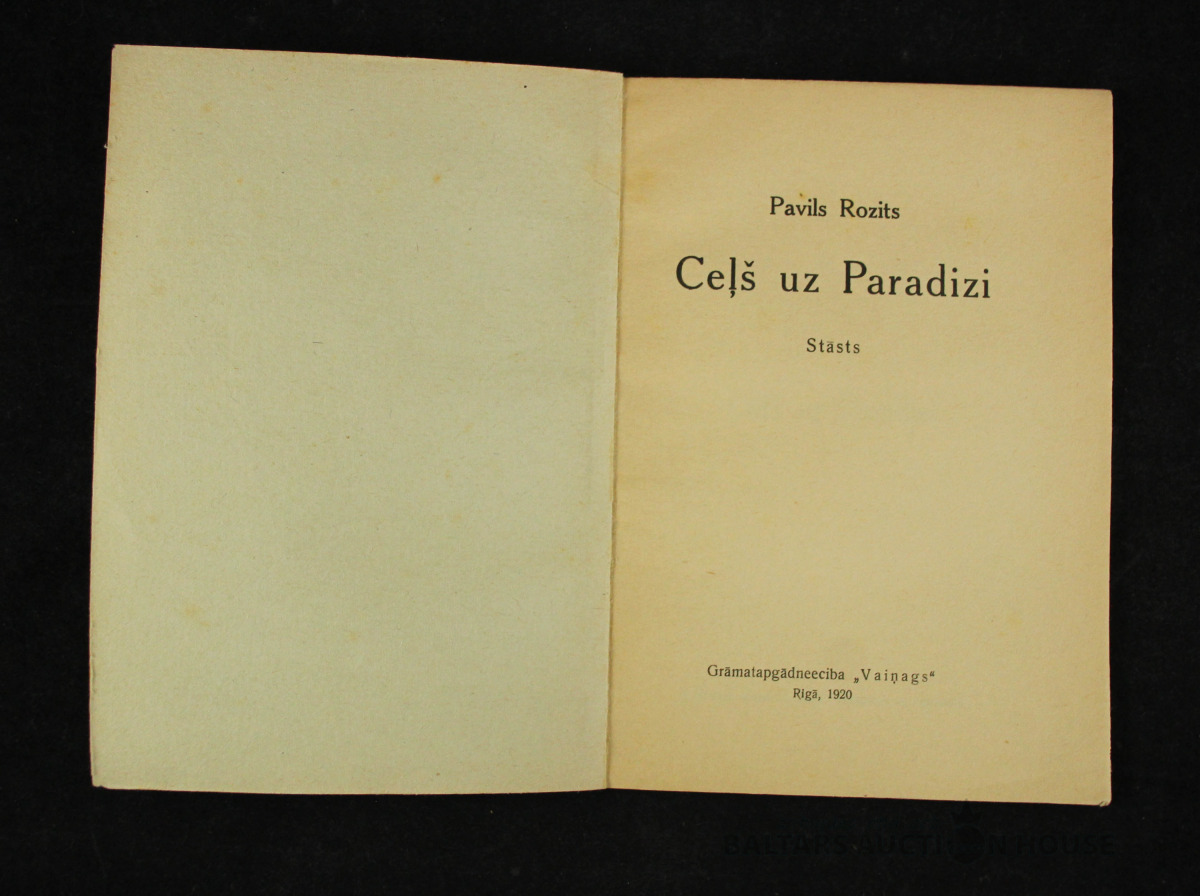 Pavils Rozits
Ceļš uz Paradizi
Stāsts
Grāmatapgādneeciba „Vaiņags“
Rigā, 1920
BALTARS AUCTION HOUSE